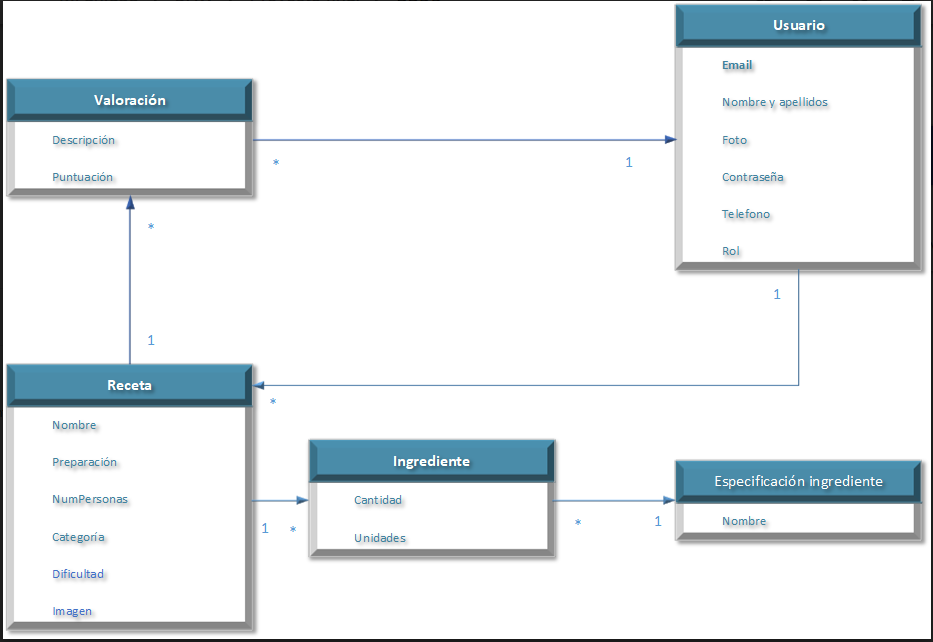 Usuario
Email
Nombre y apellidos
Foto
Contraseña
Telefono
Rol
Valoración
Descripción
Puntuación
*
1
*
1
1
*
Receta
Nombre
Preparación
NumPersonas
Categoría
Dificultad
Imagen
Ingrediente
Cantidad
Unidades
1
*
*
1
Especificación ingrediente
Nombre